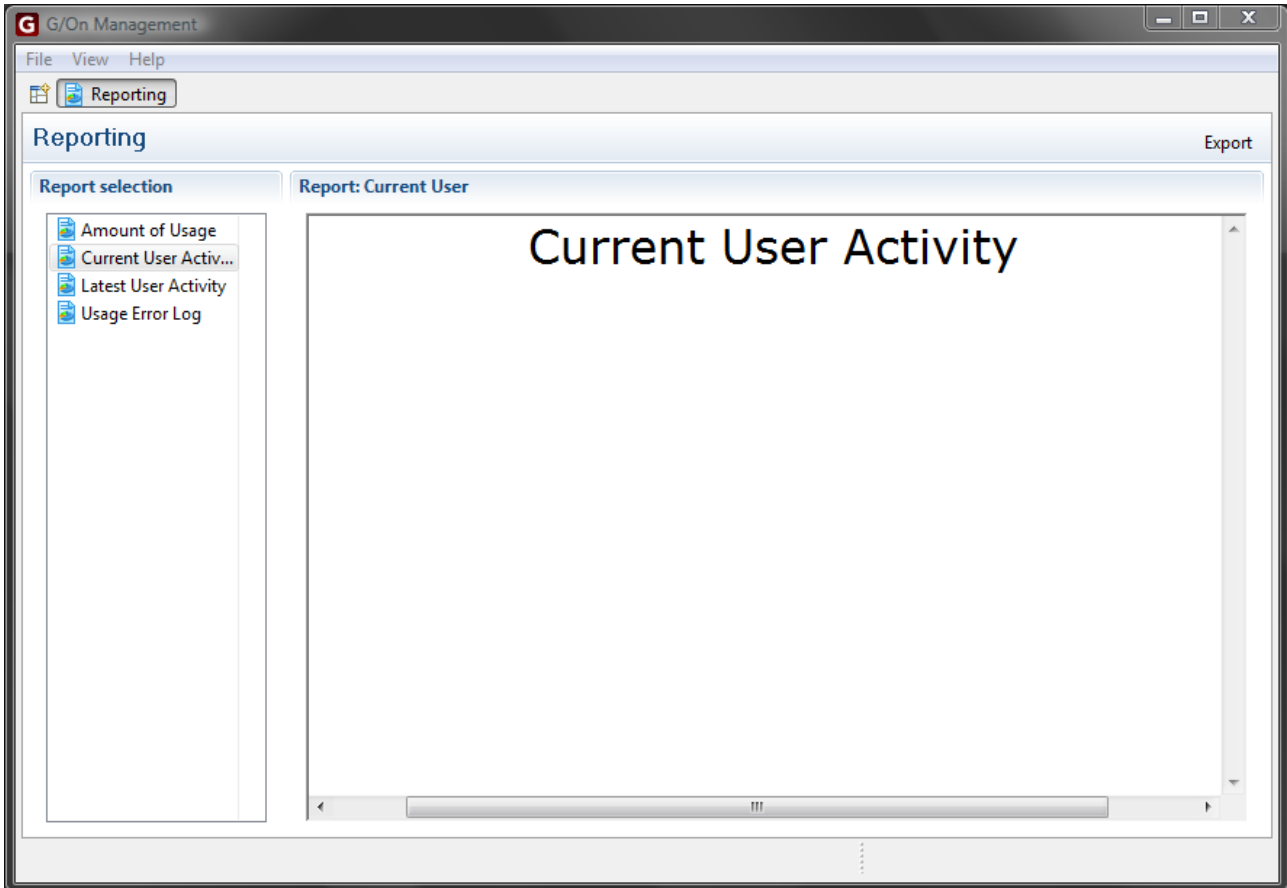 G G/On Management
File View Help
Reporting
Reporting
Export
Report selection
Report: Current User
Amount of Usage
Current User Activ...
Latest User Activity
Usage Error Log
Current User Activity